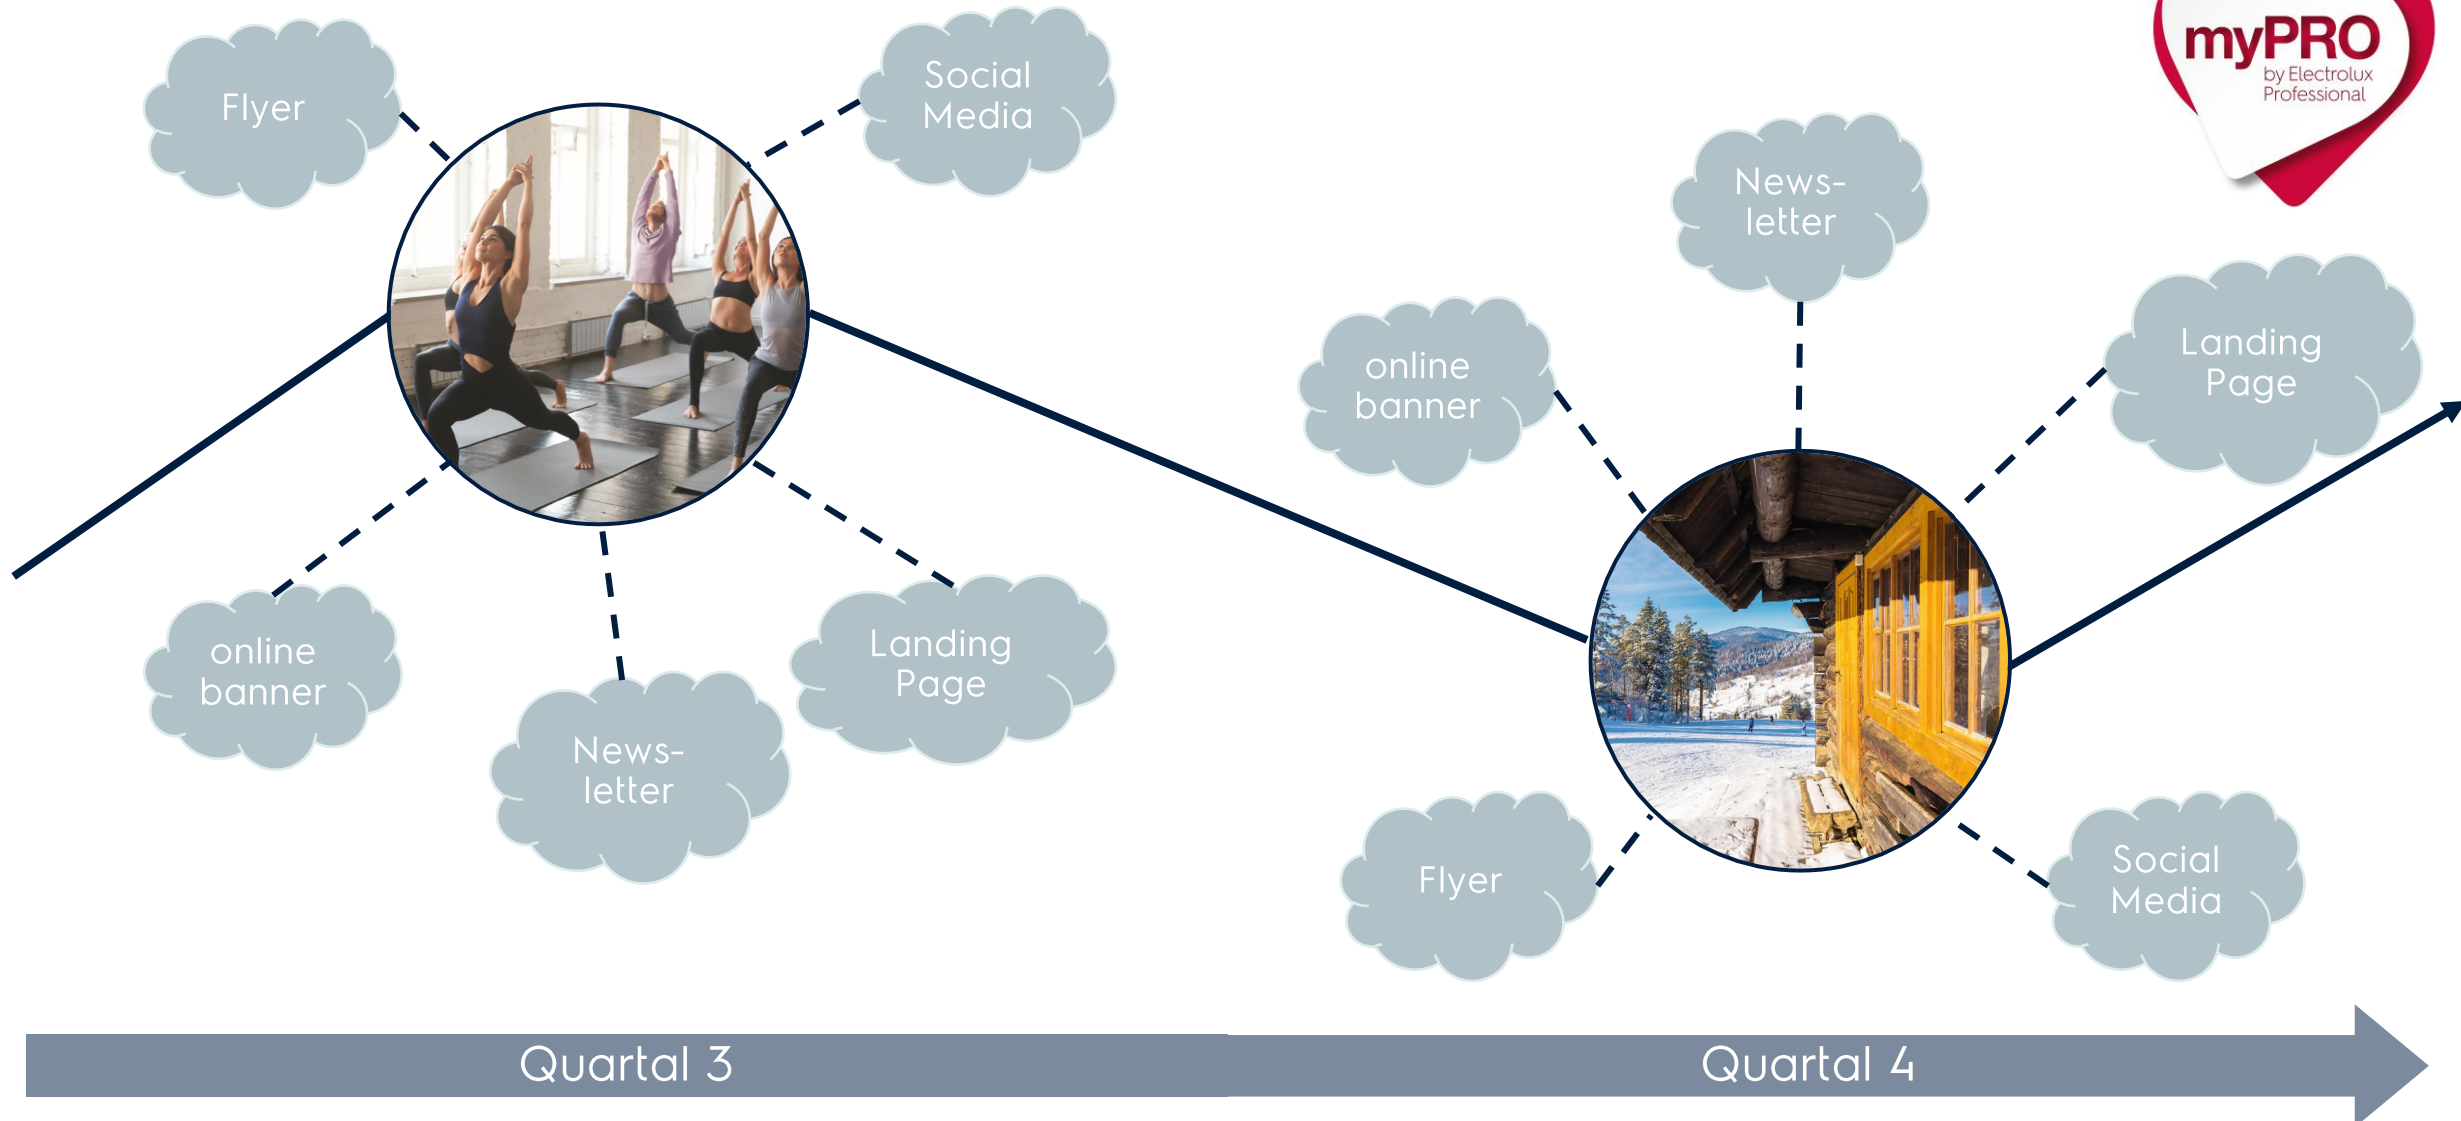 Flyer
Social
Media
myPRO
by Electrolux
Professional
News-
letter
online
banner
Landing
Page
online
banner
News-
letter
Landing
Page
Flyer
Social
Media
Quartal 3
Quartal 4